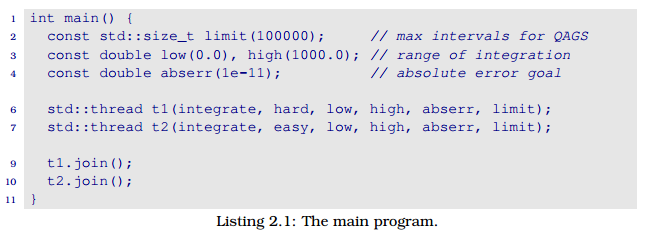 1 int main() {
2 const std::size_t limit(100000); // max intervals for QAGS
3 const double low(0.0), high(1000.0); // range of integration
4 const double abserr(1e-11); // absolute error goal
6 std::thread t1(integrate, hard, low, high, abserr, limit);
7 std::thread t2(integrate, easy, low, high, abserr, limit);
9 t1.join();
10 t2.join();
11 }
Listing 2.1: The main program.